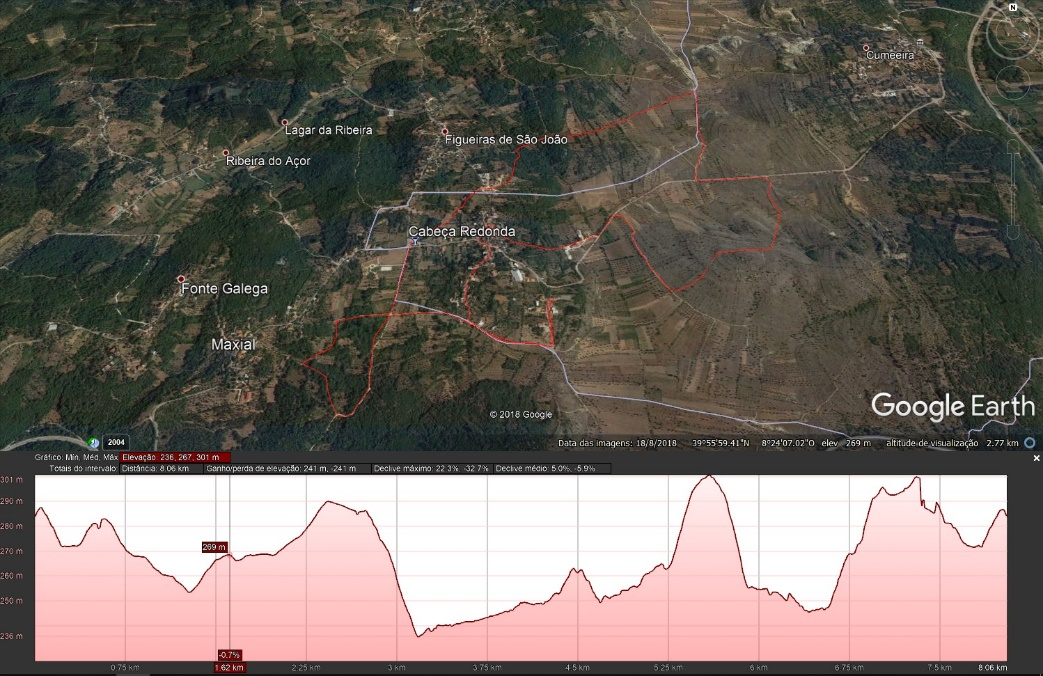 N
Cumeeira
Lagar da Ribeira
Figueiras de São João
Ribeira do Açor
Cabeça Redonda
Fonte Galega
Maxial
Google Earth
© 2018 Google
2004
Data das imagens: 18/8/2018 39°55'59.41"N 8°24'07.02"O elev 269 m altitude de visualização 2.77 km
Gráfico: Mín, Méd, Máx Elevação: 236, 267, 301 m
Totais do intervalo: Distância: 8.06 km Ganho/perda de elevação: 241 m, -241 m Declive máximo: 22.3% -32.7% Declive médio: 5.0%, -5.9%
301 m
290 m
280 m
270 m
260 m
250 m
236 m
269 m
-0.7%
0.75 km 1.62 km 2.25 km 3 km 3.75 km 4.5 km 5.25 km 6 km 6.75 km 7.5 km 8.06 km